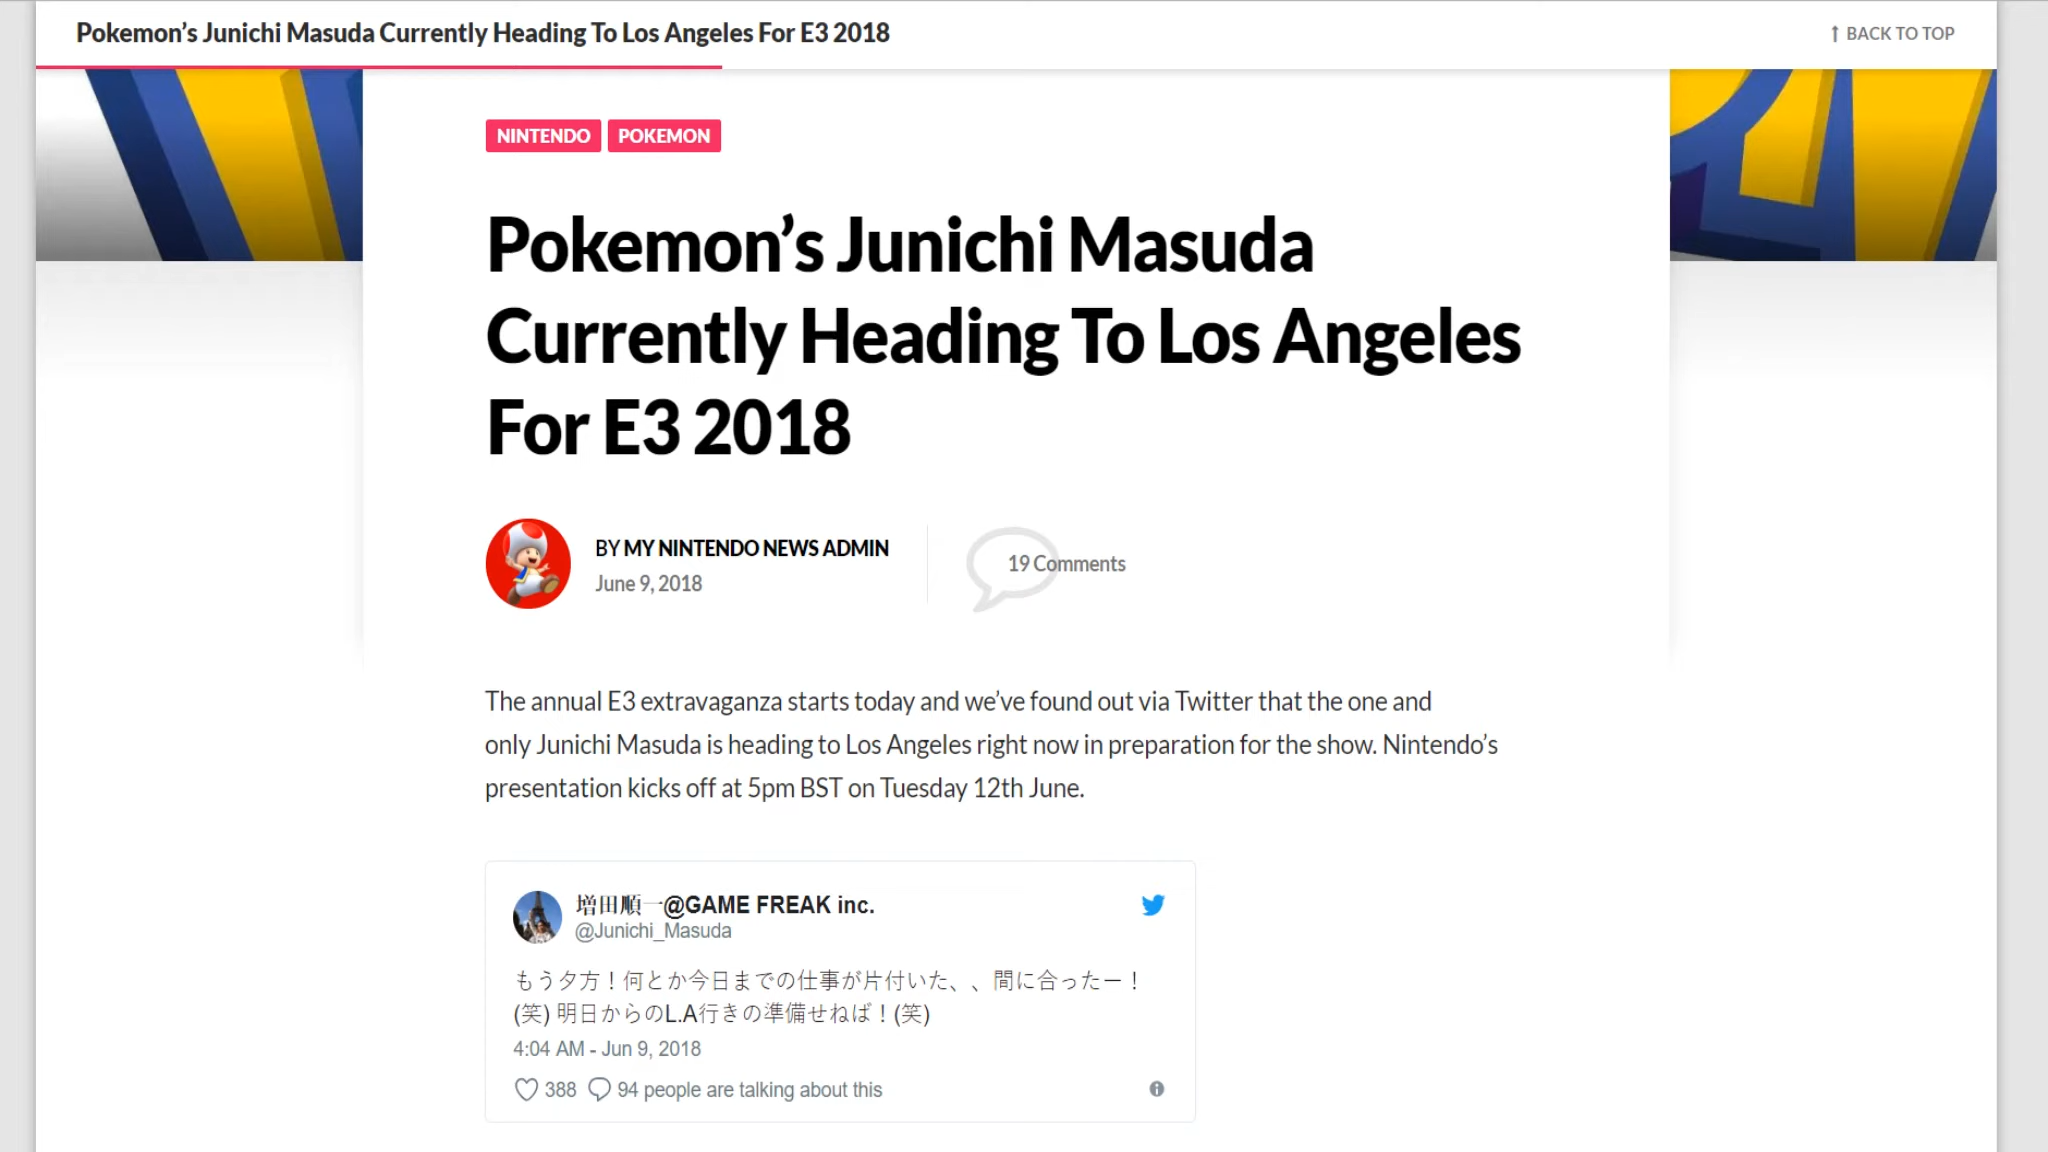 Pokemon’s Junichi Masuda Currently Heading To Los Angeles For E3 2018
↑ BACK TO TOP
NINTENDO POKEMON
Pokemon’s Junichi Masuda
Currently Heading To Los Angeles
For E3 2018
BY MY NINTENDO NEWS ADMIN
June 9, 2018
19 Comments
The annual E3 extravaganza starts today and we’ve found out via Twitter that the one and
only Junichi Masuda is heading to Los Angeles right now in preparation for the show. Nintendo’s
presentation kicks off at 5pm BST on Tuesday 12th June.
増田順一@GAME FREAK inc.
@Junichi_Masuda
もう夕方！何とか今日までの仕事が片付いた、、間に合ったー！
(笑) 明日からのL.A行きの準備せねば！(笑)
4:04 AM - Jun 9, 2018
388 94 people are talking about this